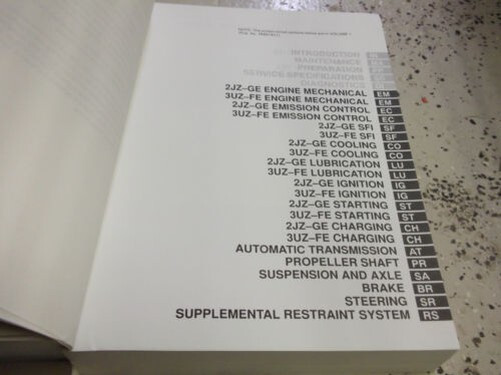 INTRODUCTION
MAINTENANCE
PREPARATION
SERVICE SPECIFICATIONS
DIAGNOSTICS
2JZ–GE ENGINE MECHANICAL EM
3UZ–FE ENGINE MECHANICAL EM
2JZ–GE EMISSION CONTROL EC
3UZ–FE EMISSION CONTROL EC
2JZ–GE SFI SF
3UZ–FE SFI SF
2JZ–GE COOLING CO
3UZ–FE COOLING CO
2JZ–GE LUBRICATION LU
3UZ–FE LUBRICATION LU
2JZ–GE IGNITION IG
3UZ–FE IGNITION IG
2JZ–GE STARTING ST
3UZ–FE STARTING ST
2JZ–GE CHARGING CH
3UZ–FE CHARGING CH
AUTOMATIC TRANSMISSION AT
PROPELLER SHAFT PR
SUSPENSION AND AXLE SA
BRAKE BR
STEERING SR
SUPPLEMENTAL RESTRAINT SYSTEM RS